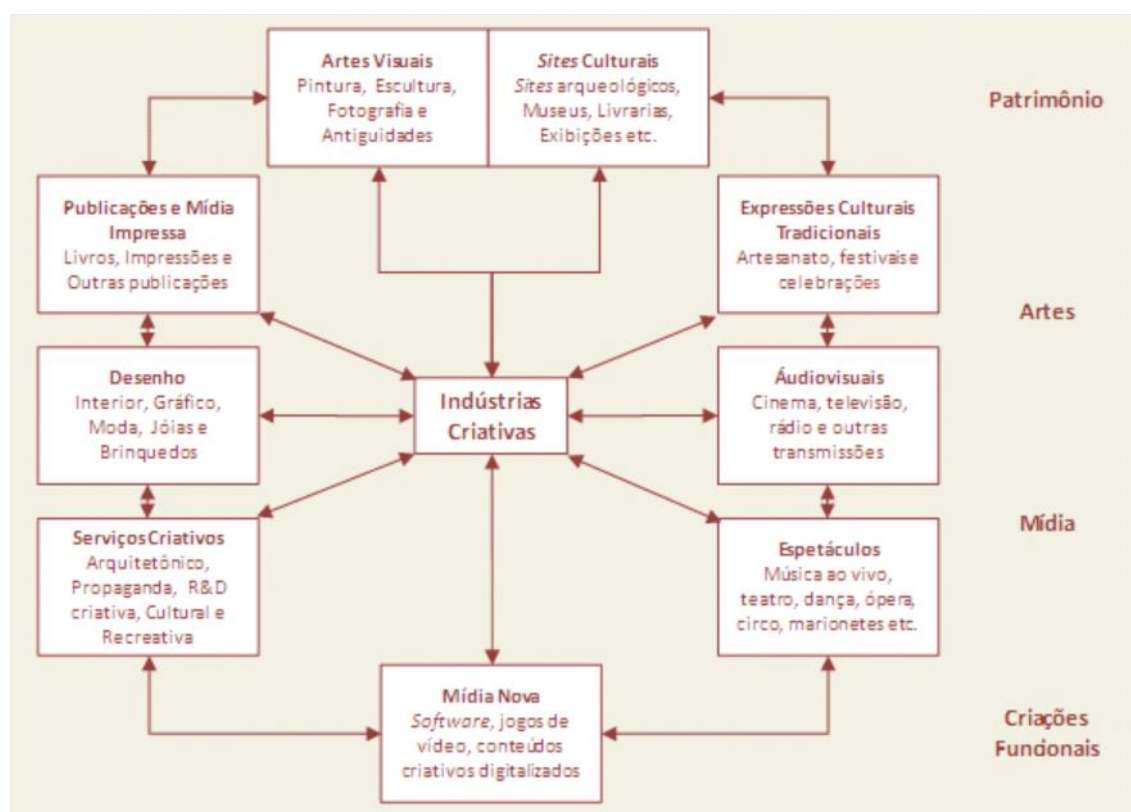 Artes Visuais
Pintura, Escultura,
Fotografia e
Antiguidades
Sites Culturais
Sites arqueológicos,
Museus, Livrarias,
Exibições etc.
Patrimônio
Publicações e Mídia
Impressa
Livros, Impressões e
Outras publicações
Expressões Culturais
Tradicionais
Artesanato, festivais e
celebrações
Artes
Desenho
Interior, Gráfico,
Moda, Jóias e
Brinquedos
Indústrias
Criativas
Áudiovisuais
Cinema, televisão,
rádio e outras
transmissões
Mídia
Serviços Criativos
Arquitetônico,
Propaganda, R&D
criativa, Cultural e
Recreativa
Espetáculos
Música ao vivo,
teatro, dança, ópera,
circo, marionetes etc.
Mídia Nova
Software, jogos de
vídeo, conteúdos
criativos digitalizados
Criações
Funcionais